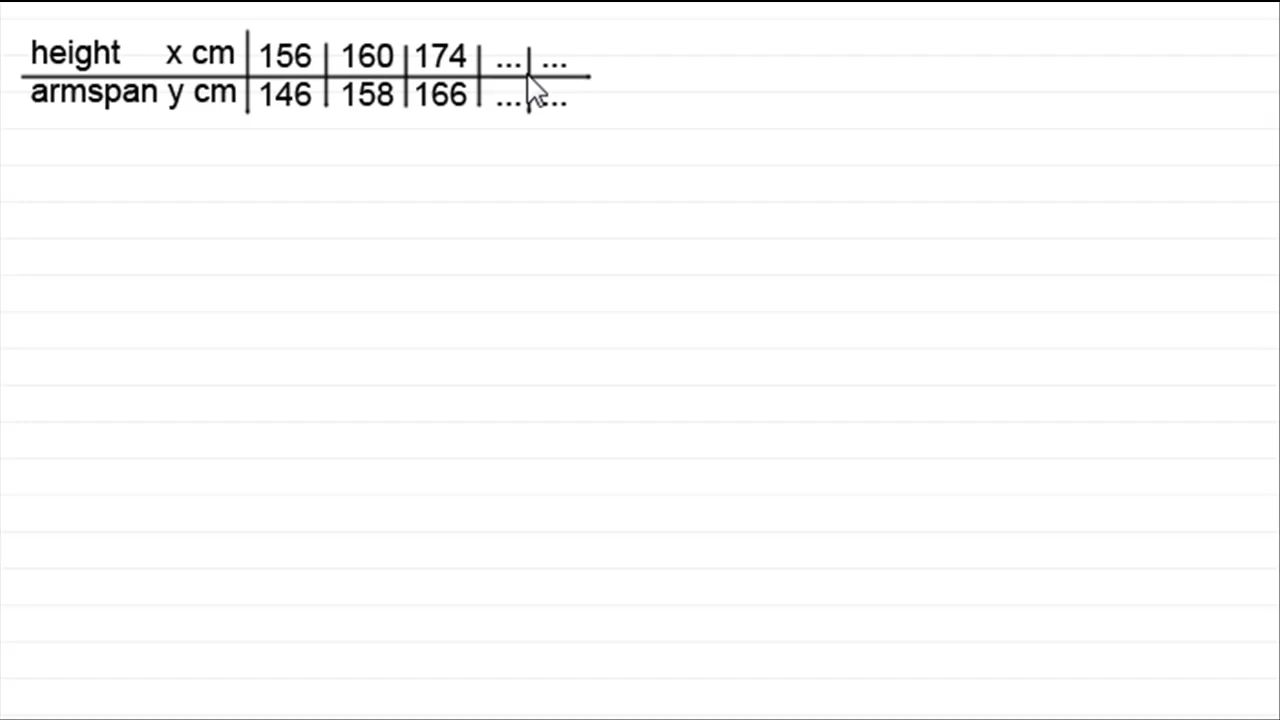 height x cm | 156 | 160 | 174 | ... | ...
armspan y cm | 146 | 158 | 166 | ... | ...